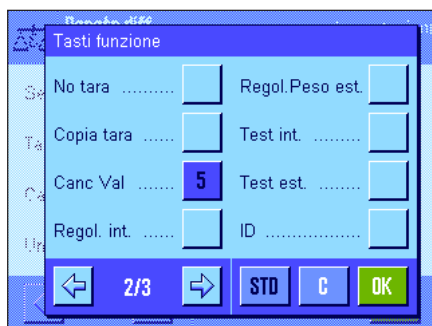 Tasti funzione
No tara .......... Regol.Peso est.
Copia tara ...... Test int. ...........
Canc Val ....... 5 Test est. ........
Regol. int. ...... ID ..................
2/3 STD C OK